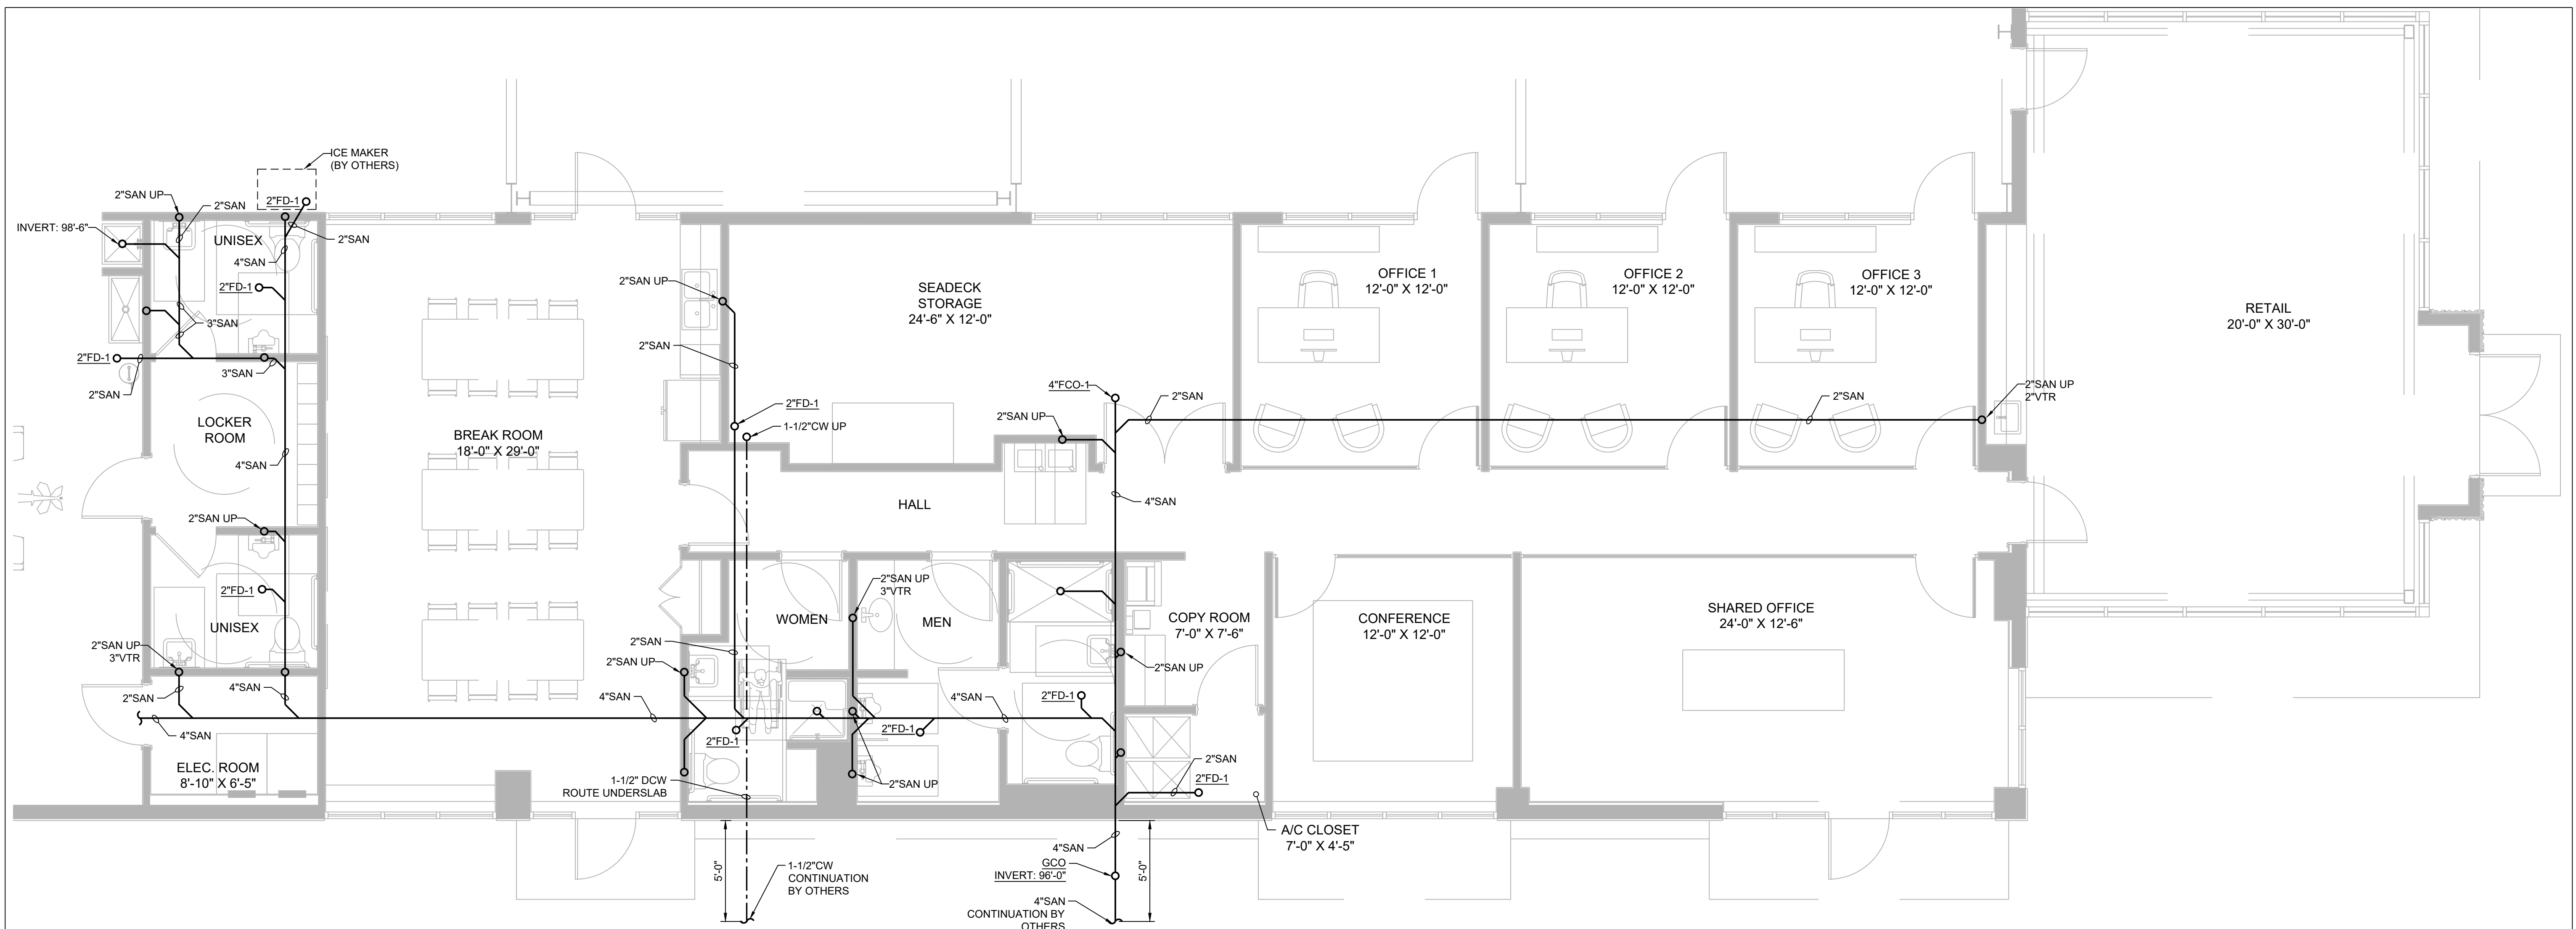 ICE MAKER
(BY OTHERS)
2"SAN UP
2"SAN
2"FD-1
INVERT: 98'-6"
UNISEX
2"SAN
4"SAN
2"FD-1
3"SAN
2"FD-1
3"SAN
2"SAN
LOCKER
ROOM
4"SAN
2"SAN UP
2"FD-1
UNISEX
2"SAN UP
3"VTR
2"SAN
4"SAN
4"SAN
ELEC. ROOM
8'-10" X 6'-5"
BREAK ROOM
18'-0" X 29'-0"
2"SAN UP
2"SAN
2"FD-1
1-1/2"CW UP
SEADECK
STORAGE
24'-6" X 12'-0"
4"FCO-1
2"SAN UP
2"SAN
4"SAN
HALL
OFFICE 1
12'-0" X 12'-0"
OFFICE 2
12'-0" X 12'-0"
OFFICE 3
12'-0" X 12'-0"
2"SAN
2"SAN UP
2"VTR
RETAIL
20'-0" X 30'-0"
2"SAN UP
3"VTR
WOMEN
MEN
2"SAN
2"SAN UP
4"SAN
4"SAN
2"FD-1
2"FD-1
2"FD-1
2"SAN UP
2"SAN UP
1-1/2" DCW
ROUTE UNDERSLAB
COPY ROOM
7'-0" X 7'-6"
CONFERENCE
12'-0" X 12'-0"
SHARED OFFICE
24'-0" X 12'-6"
2"SAN
2"FD-1
A/C CLOSET
7'-0" X 4'-5"
4"SAN
5'-0"
1-1/2"CW
CONTINUATION
BY OTHERS
GCO
INVERT: 96'-0"
5'-0"
4"SAN
CONTINUATION BY
OTHERS